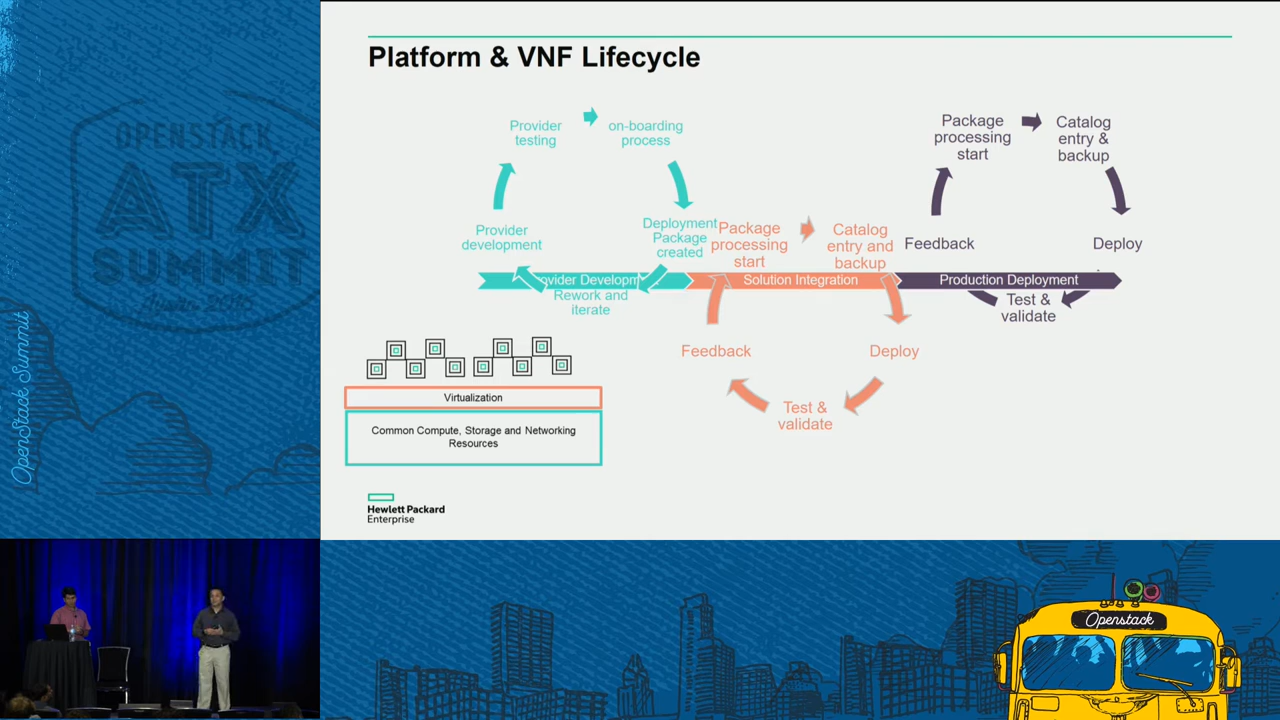 Platform & VNF Lifecycle
Provider
testing
on-boarding
process
Provider
development
Deployment
Package
created
Rework and
iterate
Package
processing
start
Catalog
entry and
backup
Solution Integration
Feedback
Deploy
Test &
validate
Package
processing
start
Catalog
entry &
backup
Feedback
Deploy
Production Deployment
Test &
validate
Virtualization
Common Compute, Storage and Networking
Resources
Hewlett Packard
Enterprise
OPENSTACK
ATX
SUMMIT
OpenStack Summit
Openstack